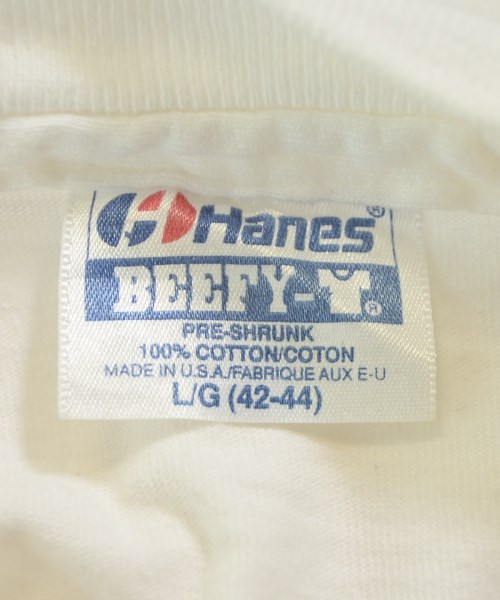 Hanes®
BEEFY-T®
PRE-SHRUNK
100% COTTON/COTON
MADE IN U.S.A./FABRIQUE AUX E-U
L/G (42-44)